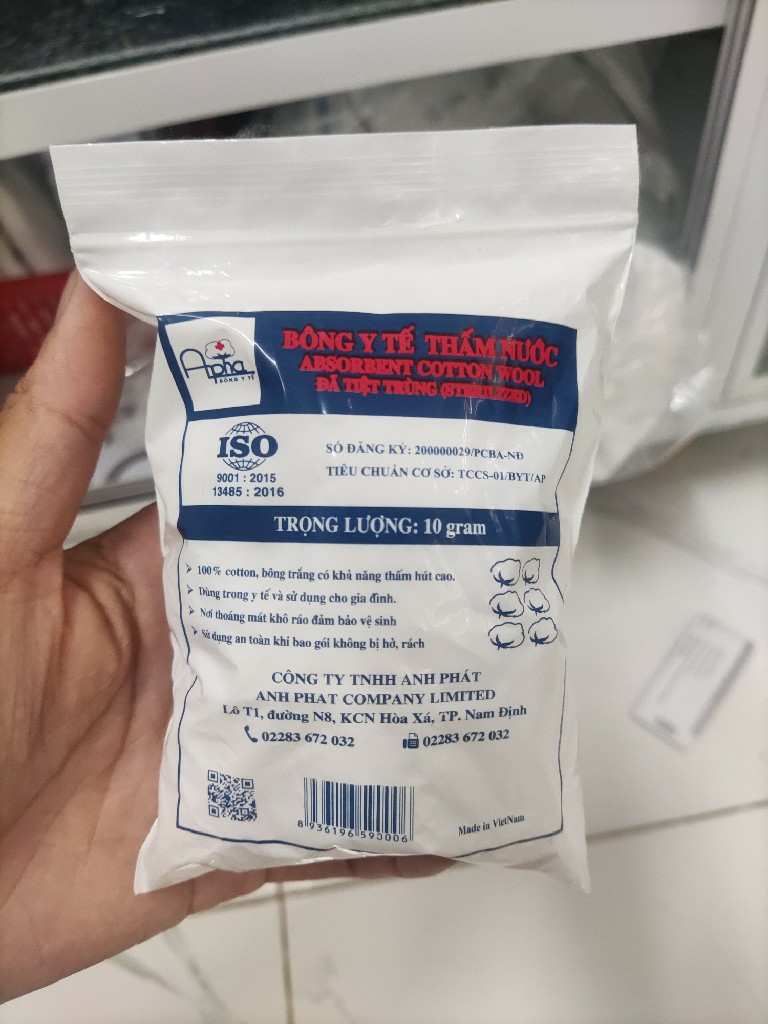 Apha
BÔNG Y TẾ
BÔNG Y TẾ THẤM NƯỚC
ABSORBENT COTTON WOOL
ĐÃ TIỆT TRÙNG (STERILIZED)
ISO
9001 : 2015
13485 : 2016
SỐ ĐĂNG KÝ: 200000029/PCBA-NĐ
TIÊU CHUẨN CƠ SỞ: TCCS-01/BYT/AP
TRỌNG LƯỢNG: 10 gram
100% cotton, bông trắng có khả năng thấm hút cao.
Dùng trong y tế và sử dụng cho gia đình.
Nơi thoáng mát khô ráo đảm bảo vệ sinh
Sử dụng an toàn khi bao gói không bị hở, rách
CÔNG TY TNHH ANH PHÁT
ANH PHAT COMPANY LIMITED
Lô T1, đường N8, KCN Hòa Xá, TP. Nam Định
02283 672 032 02283 672 032
8 936196 590006
Made in VietNam